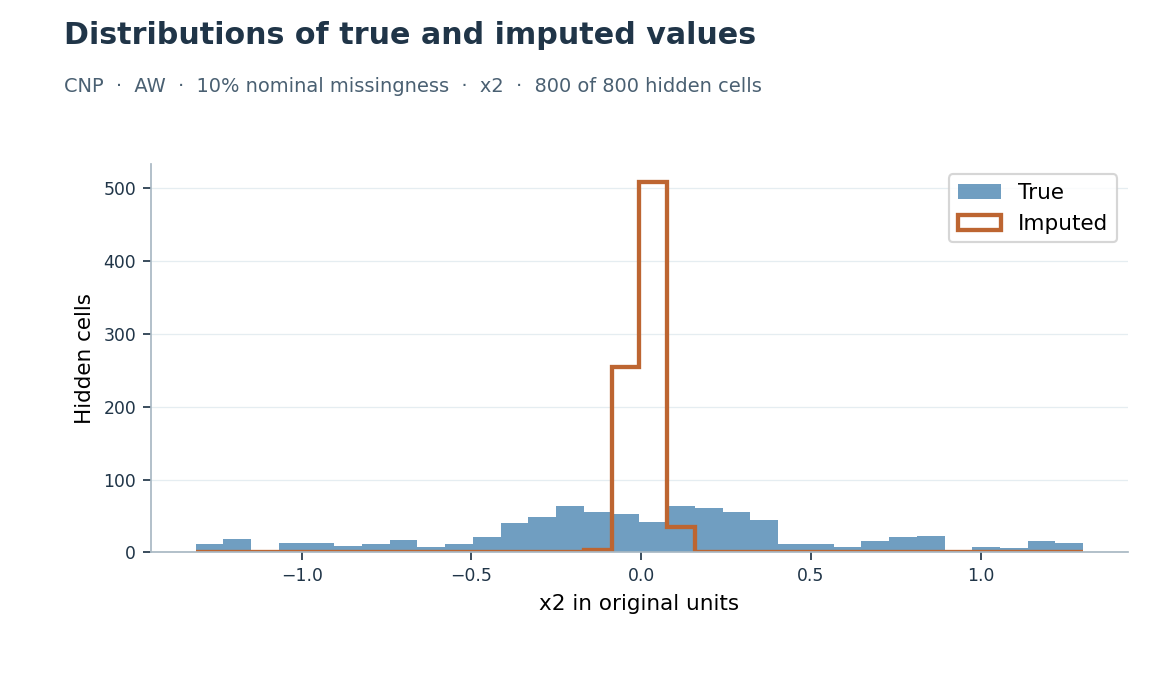 Distributions of true and imputed values
CNP · AW · 10% nominal missingness · x2 · 800 of 800 hidden cells
500
400
300
200
100
0
Hidden cells
True
Imputed
−1.0
−0.5
0.0
0.5
1.0
x2 in original units